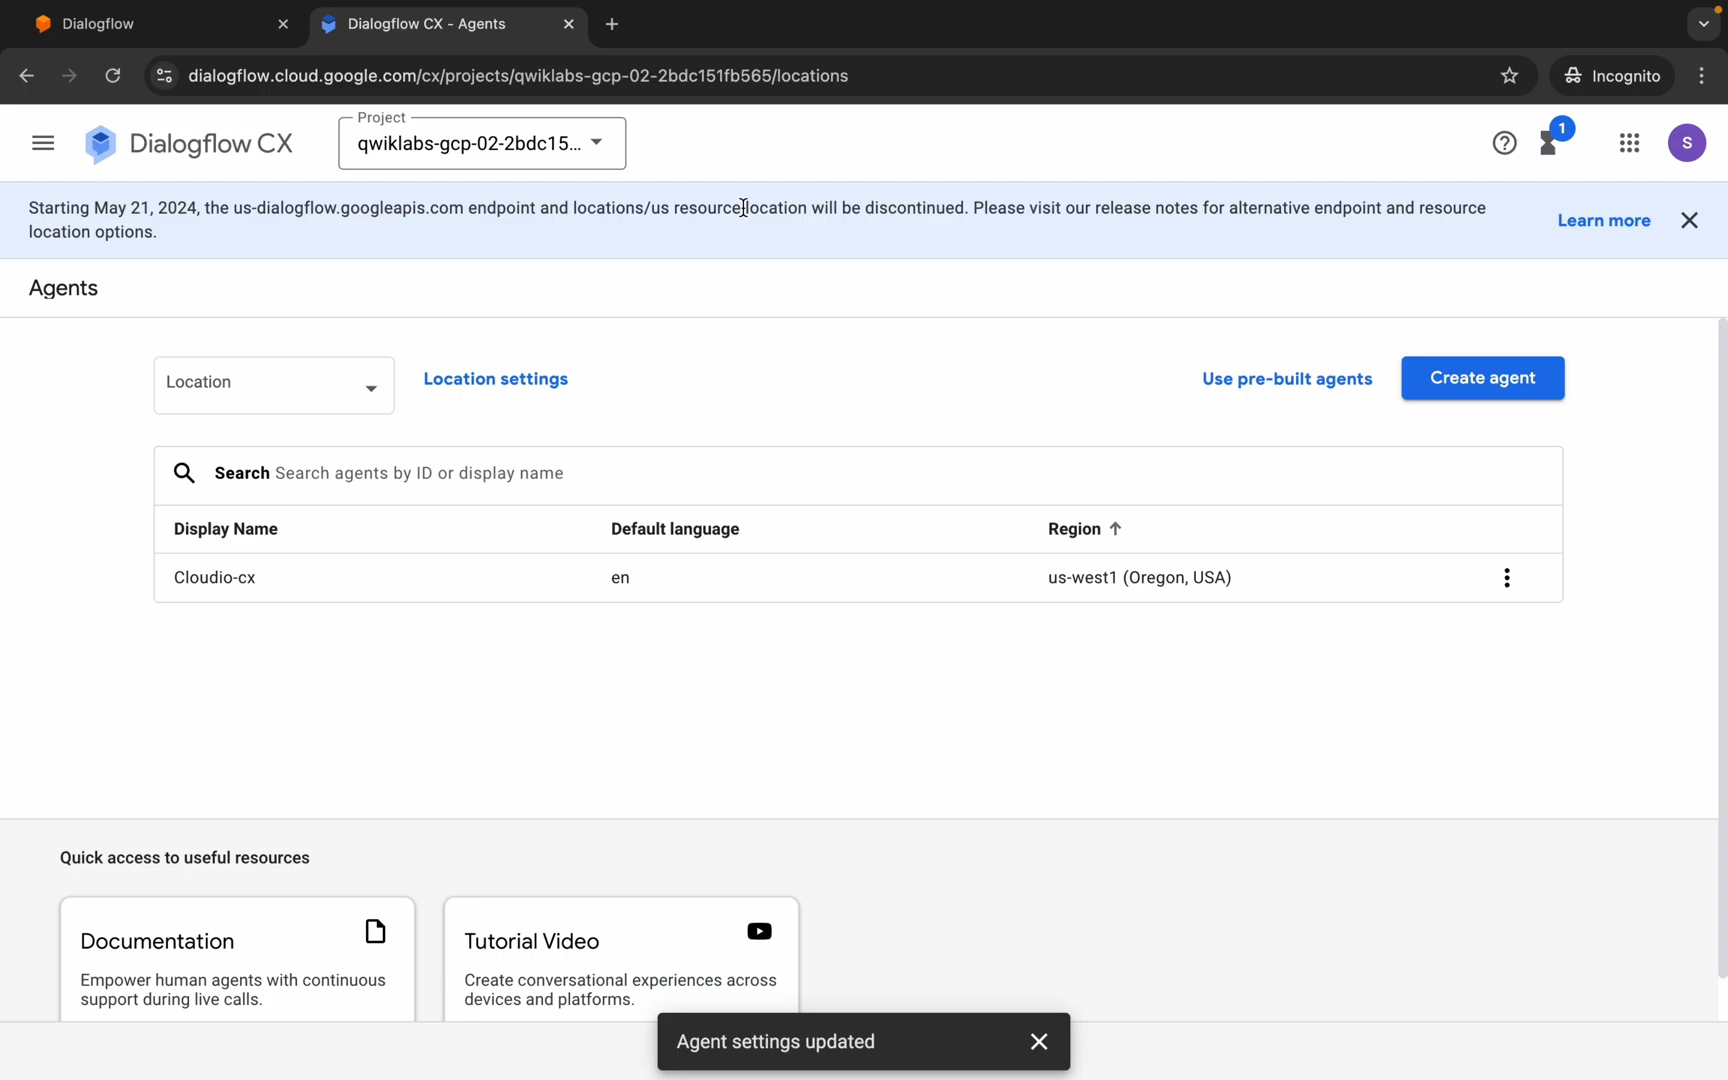 Dialogflow
Dialogflow CX - Agents
dialogflow.cloud.google.com/cx/projects/qwiklabs-gcp-02-2bdc151fb565/locations
Incognito
Dialogflow CX
Project
qwiklabs-gcp-02-2bdc15...
1
S
Starting May 21, 2024, the us-dialogflow.googleapis.com endpoint and locations/us resource location will be discontinued. Please visit our release notes for alternative endpoint and resource
location options.
Learn more
Agents
Location
Location settings
Use pre-built agents
Create agent
Search Search agents by ID or display name
Display Name
Default language
Region
Cloudio-cx
en
us-west1 (Oregon, USA)
Quick access to useful resources
Documentation
Empower human agents with continuous
support during live calls.
Tutorial Video
Create conversational experiences across
devices and platforms.
Agent settings updated